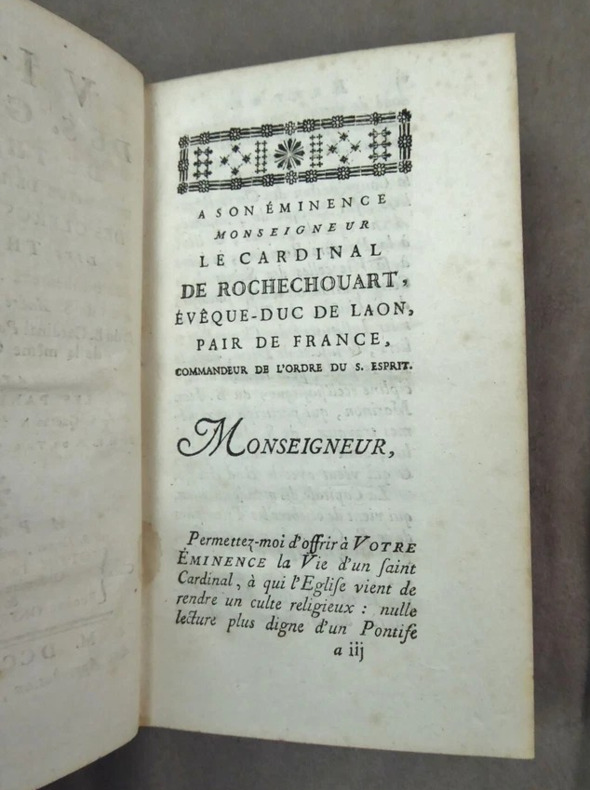 A SON ÉMINENCE
MONSEIGNEUR
LE CARDINAL
DE ROCHECHOUART,
ÉVÊQUE-DUC DE LAON,
PAIR DE FRANCE,
COMMANDEUR DE L'ORDRE DU S. ESPRIT.
MONSEIGNEUR,
Permettez-moi d'offrir à VOTRE
ÉMINENCE la Vie d'un ſaint
Cardinal, à qui l'Egliſe vient de
rendre un culte religieux : nulle
lecture plus digne d'un Pontife
a iij